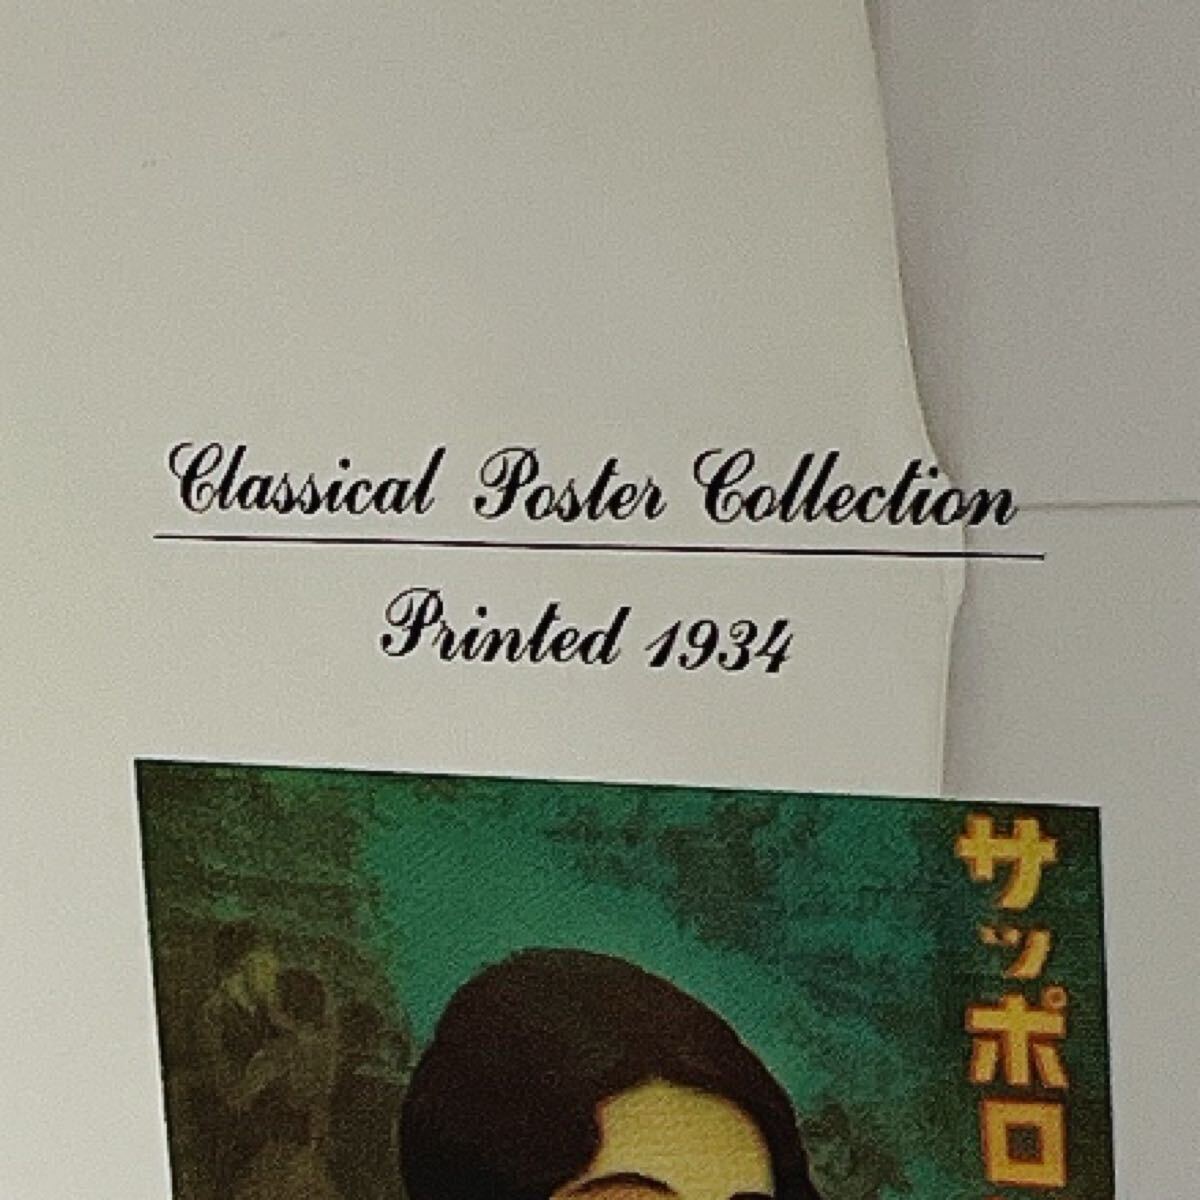 Classical Poster Collection
Printed 1934
サッポロ